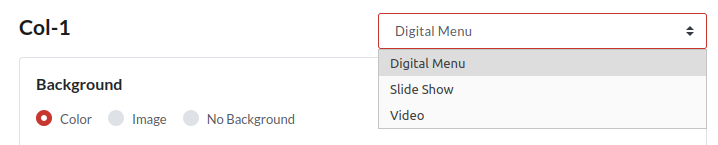 Col-1
Digital Menu
Digital Menu
Slide Show
Video
Background
Color Image No Background